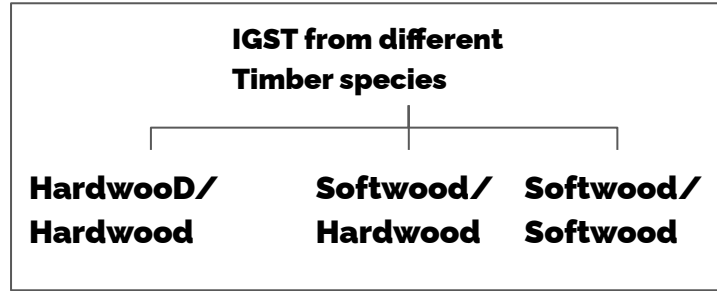 IGST from different
Timber species
HardwooD/
Hardwood
Softwood/
Hardwood
Softwood/
Softwood